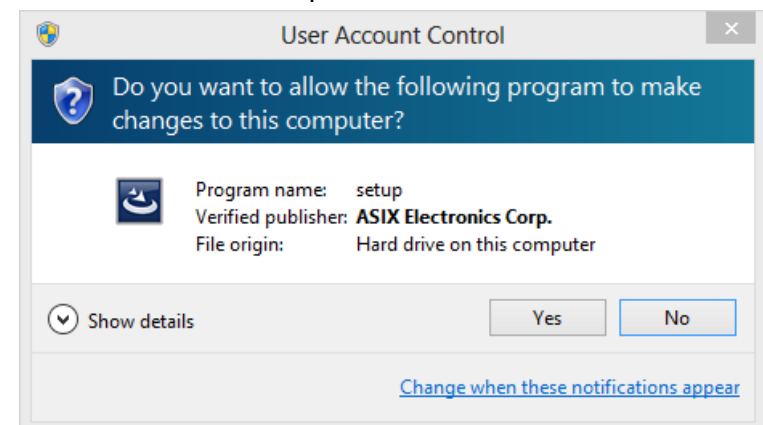 User Account Control
Do you want to allow the following program to make
changes to this computer?
Program name: setup
Verified publisher: ASIX Electronics Corp.
File origin: Hard drive on this computer
Show details
Yes
No
Change when these notifications appear